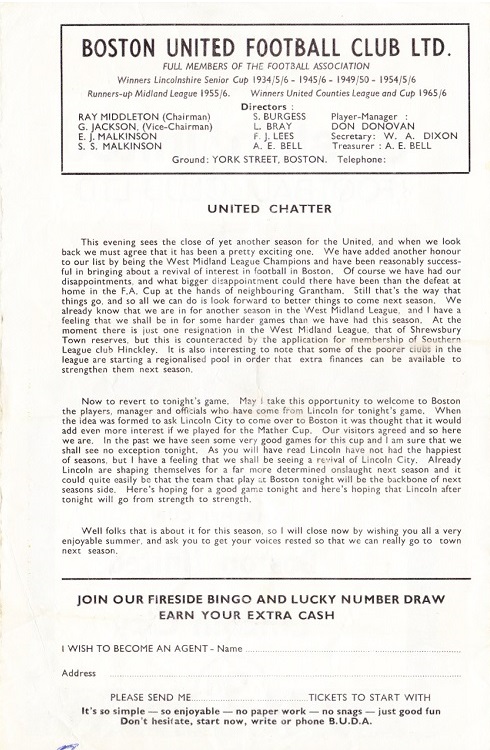 BOSTON UNITED FOOTBALL CLUB LTD.
FULL MEMBERS OF THE FOOTBALL ASSOCIATION
Winners Lincolnshire Senior Cup 1934/5/6 - 1945/6 - 1949/50 - 1954/5/6
Runners-up Midland League 1955/6. Winners United Counties League and Cup 1965/6
Directors :
RAY MIDDLETON (Chairman) S. BURGESS Player-Manager :
G. JACKSON, (Vice-Chairman) L. BRAY DON DONOVAN
E. J. MALKINSON F. J. LEES Secretary: W. A. DIXON
S. S. MALKINSON A. E. BELL Treasurer : A. E. BELL
Ground: YORK STREET, BOSTON. Telephone:
UNITED CHATTER
This evening sees the close of yet another season for the United, and when we look
back we must agree that it has been a pretty exciting one. We have added another honour
to our list by being the West Midland League Champions and have been reasonably success-
ful in bringing about a revival of interest in football in Boston. Of course we have had our
disappointments, and what bigger disappointment could there have been than the defeat at
home in the F.A. Cup at the hands of neighbouring Grantham. Still that's the way that
things go, and so all we can do is look forward to better things to come next season. We
already know that we are in for another season in the West Midland League, and I have a
feeling that we shall be in for some harder games than we have had this season. At the
moment there is just one resignation in the West Midland League, that of Shrewsbury
Town reserves, but this is counteracted by the application for membership of Southern
League club Hinckley. It is also interesting to note that some of the poorer clubs in the
league are starting a regionalised pool in order that extra finances can be available to
strengthen them next season.
Now to revert to tonight's game. May I take this opportunity to welcome to Boston
the players, manager and officials who have come from Lincoln for tonight's game. When
the idea was formed to ask Lincoln City to come over to Boston it was thought that it would
add even more interest if we played for the Mather Cup. Our visitors agreed and so here
we are. In the past we have seen some very good games for this cup and I am sure that we
shall see no exception tonight. As you will have read Lincoln have not had the happiest
of seasons, but I have a feeling that we shall be seeing a revival of Lincoln City. Already
Lincoln are shaping themselves for a far more determined onslaught next season and it
could quite easily be that the team that play at Boston tonight will be the backbone of next
seasons side. Here's hoping for a good game tonight and here's hoping that Lincoln after
tonight will go from strength to strength.
Well folks that is about it for this season, so I will close now by wishing you all a very
enjoyable summer, and ask you to get your voices rested so that we can really go to town
next season.
JOIN OUR FIRESIDE BINGO AND LUCKY NUMBER DRAW
EARN YOUR EXTRA CASH
I WISH TO BECOME AN AGENT - Name
Address
PLEASE SEND ME TICKETS TO START WITH
It's so simple — so enjoyable — no paper work — no snags — just good fun
Don't hesitate, start now, write or phone B.U.D.A.